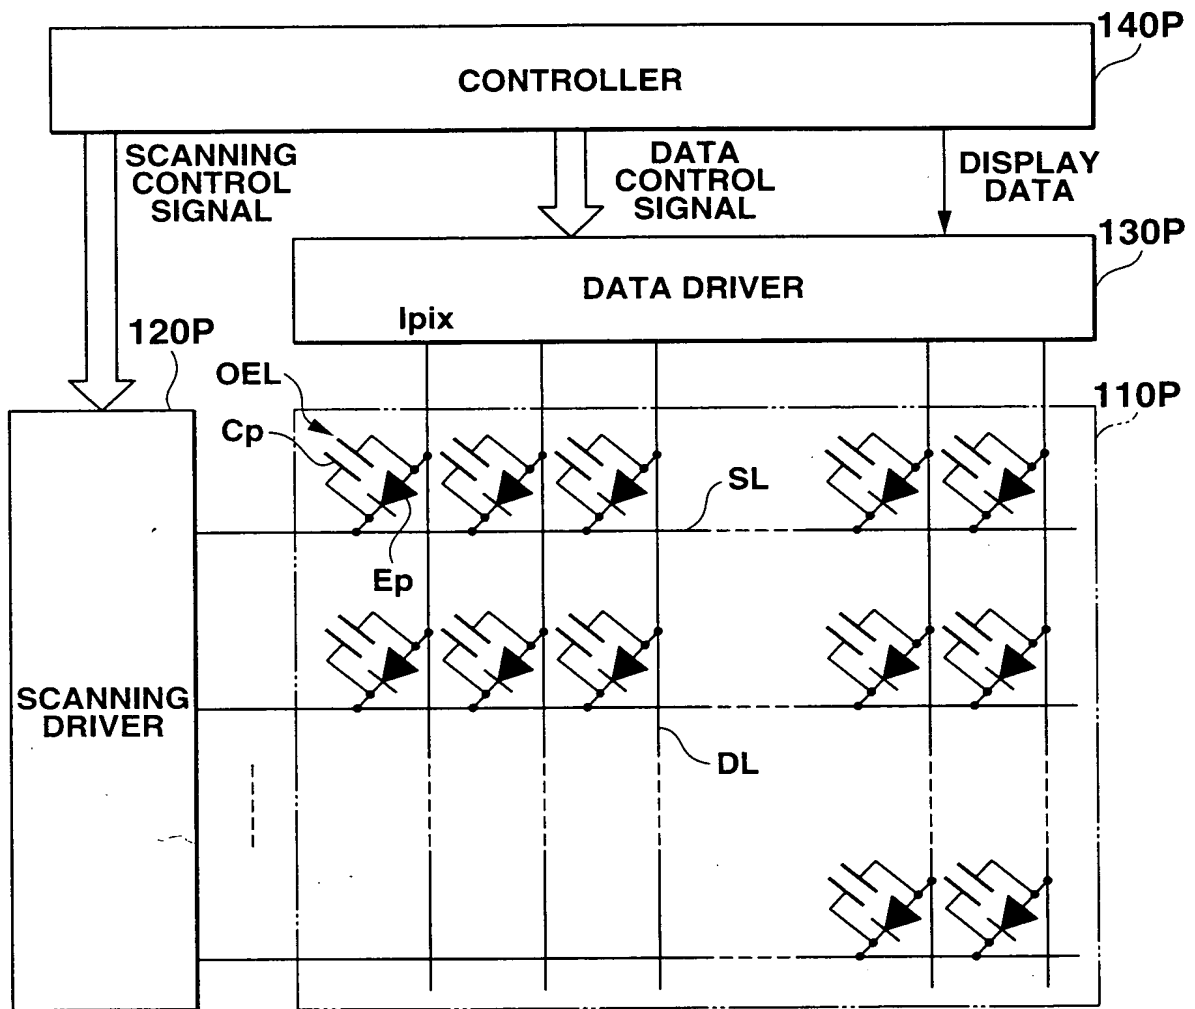 140P
CONTROLLER
SCANNING
CONTROL
SIGNAL
DATA
CONTROL
SIGNAL
DISPLAY
DATA
130P
DATA DRIVER
Ipix
120P
OEL
110P
Cp
SL
Ep
SCANNING
DRIVER
DL